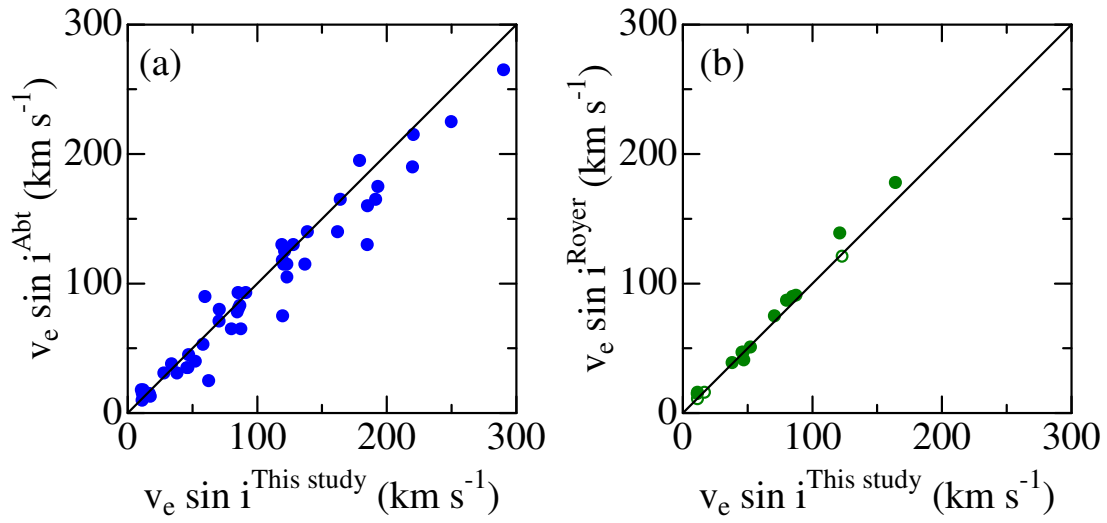 (a)
300
200
100
0
0 100 200 300
v_e sin i^Abt (km s^-1)
v_e sin i^This study (km s^-1)
(b)
300
200
100
0
0 100 200 300
v_e sin i^Royer (km s^-1)
v_e sin i^This study (km s^-1)